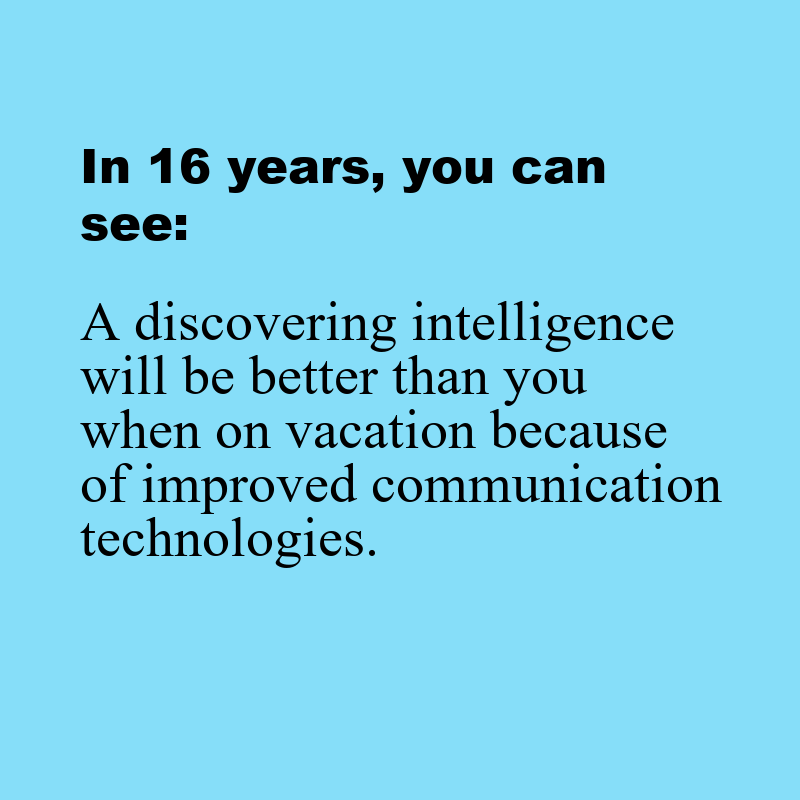 In 16 years, you can
see:
A discovering intelligence
will be better than you
when on vacation because
of improved communication
technologies.